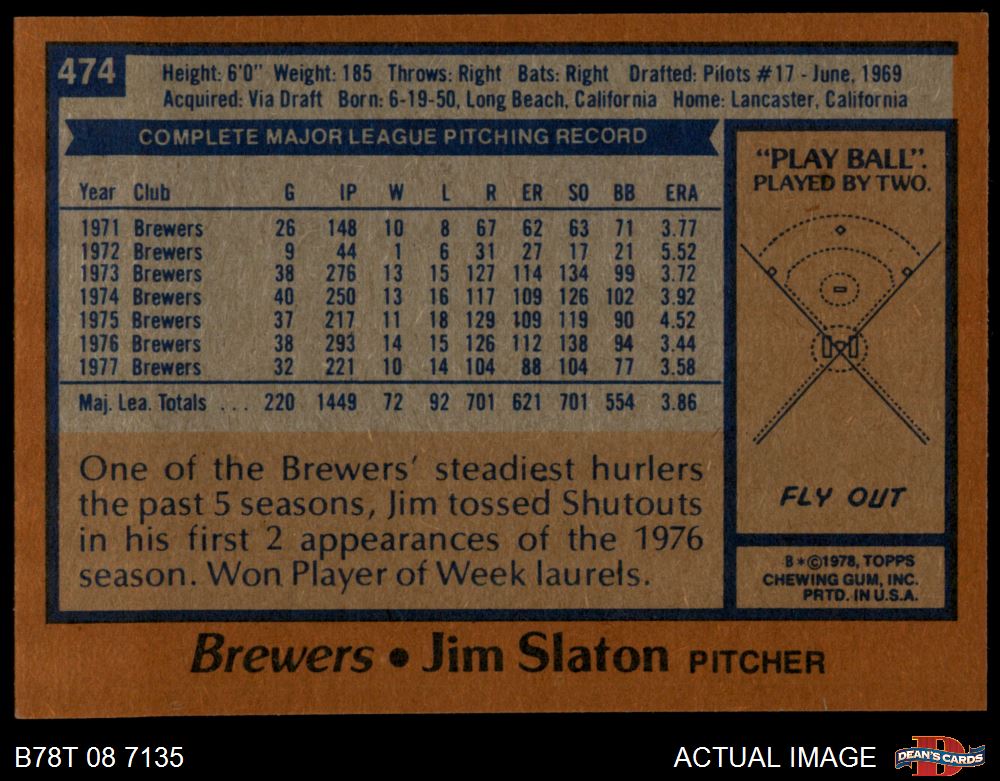 474
Height: 6'0" Weight: 185 Throws: Right Bats: Right Drafted: Pilots #17 - June, 1969
Acquired: Via Draft Born: 6-19-50, Long Beach, California Home: Lancaster, California
COMPLETE MAJOR LEAGUE PITCHING RECORD
Year Club G IP W L R ER SO BB ERA
1971 Brewers 26 148 10 8 67 62 63 71 3.77
1972 Brewers 9 44 1 6 31 27 17 21 5.52
1973 Brewers 38 276 13 15 127 114 134 99 3.72
1974 Brewers 40 250 13 16 117 109 126 102 3.92
1975 Brewers 37 217 11 18 129 109 119 90 4.52
1976 Brewers 38 293 14 15 126 112 138 94 3.44
1977 Brewers 32 221 10 14 104 88 104 77 3.58
Maj. Lea. Totals ... 220 1449 72 92 701 621 701 554 3.86
One of the Brewers' steadiest hurlers
the past 5 seasons, Jim tossed Shutouts
in his first 2 appearances of the 1976
season. Won Player of Week laurels.
"PLAY BALL".
PLAYED BY TWO.
FLY OUT
B*©1978, TOPPS
CHEWING GUM, INC.
PRTD. IN U.S.A.
Brewers • Jim Slaton PITCHER
B78T 08 7135
ACTUAL IMAGE
D
DEAN'S CARDS